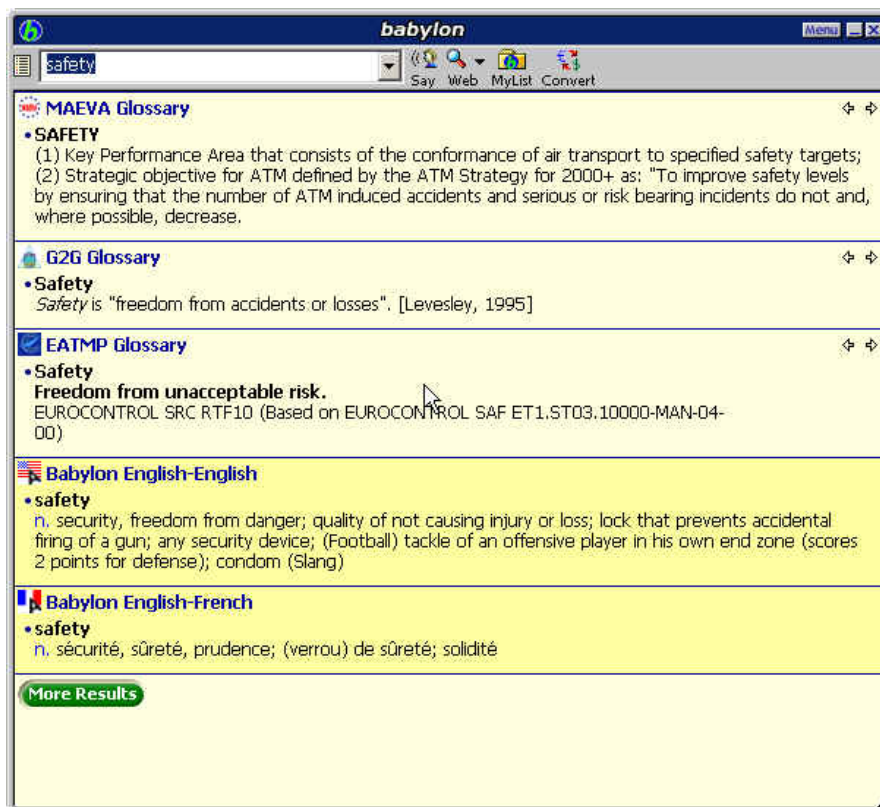 babylon
Menu
safety
Say Web MyList Convert
MAEVA Glossary
•SAFETY
(1) Key Performance Area that consists of the conformance of air transport to specified safety targets;
(2) Strategic objective for ATM defined by the ATM Strategy for 2000+ as: "To improve safety levels
by ensuring that the number of ATM induced accidents and serious or risk bearing incidents do not and,
where possible, decrease.
G2G Glossary
•Safety
Safety is "freedom from accidents or losses". [Levesley, 1995]
EATMP Glossary
•Safety
Freedom from unacceptable risk.
EUROCONTROL SRC RTF10 (Based on EUROCONTROL SAF ET1.ST03.10000-MAN-04-
00)
Babylon English-English
•safety
n. security, freedom from danger; quality of not causing injury or loss; lock that prevents accidental
firing of a gun; any security device; (Football) tackle of an offensive player in his own end zone (scores
2 points for defense); condom (Slang)
Babylon English-French
•safety
n. sécurité, sûreté, prudence; (verrou) de sûreté; solidité
More Results